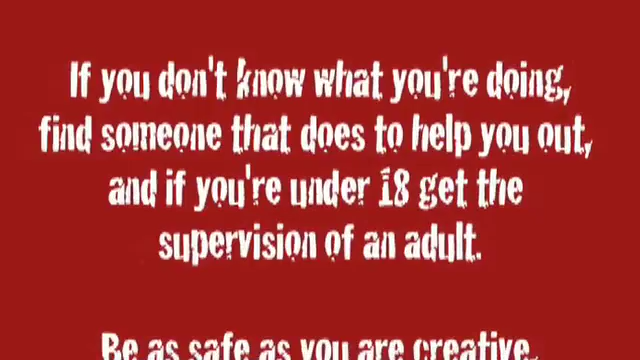 If you don't know what you're doing,
find someone that does to help you out,
and if you're under 18 get the
supervision of an adult.
Be as safe as you are creative.